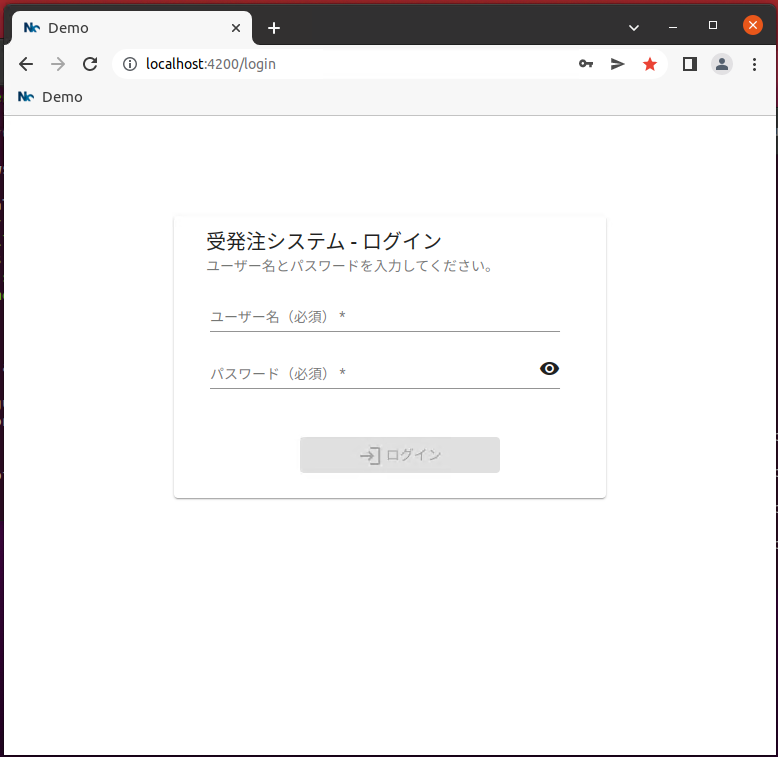 Demo
localhost:4200/login
Demo
受発注システム - ログイン
ユーザー名とパスワードを入力してください。
ユーザー名（必須） *
パスワード（必須） *
ログイン